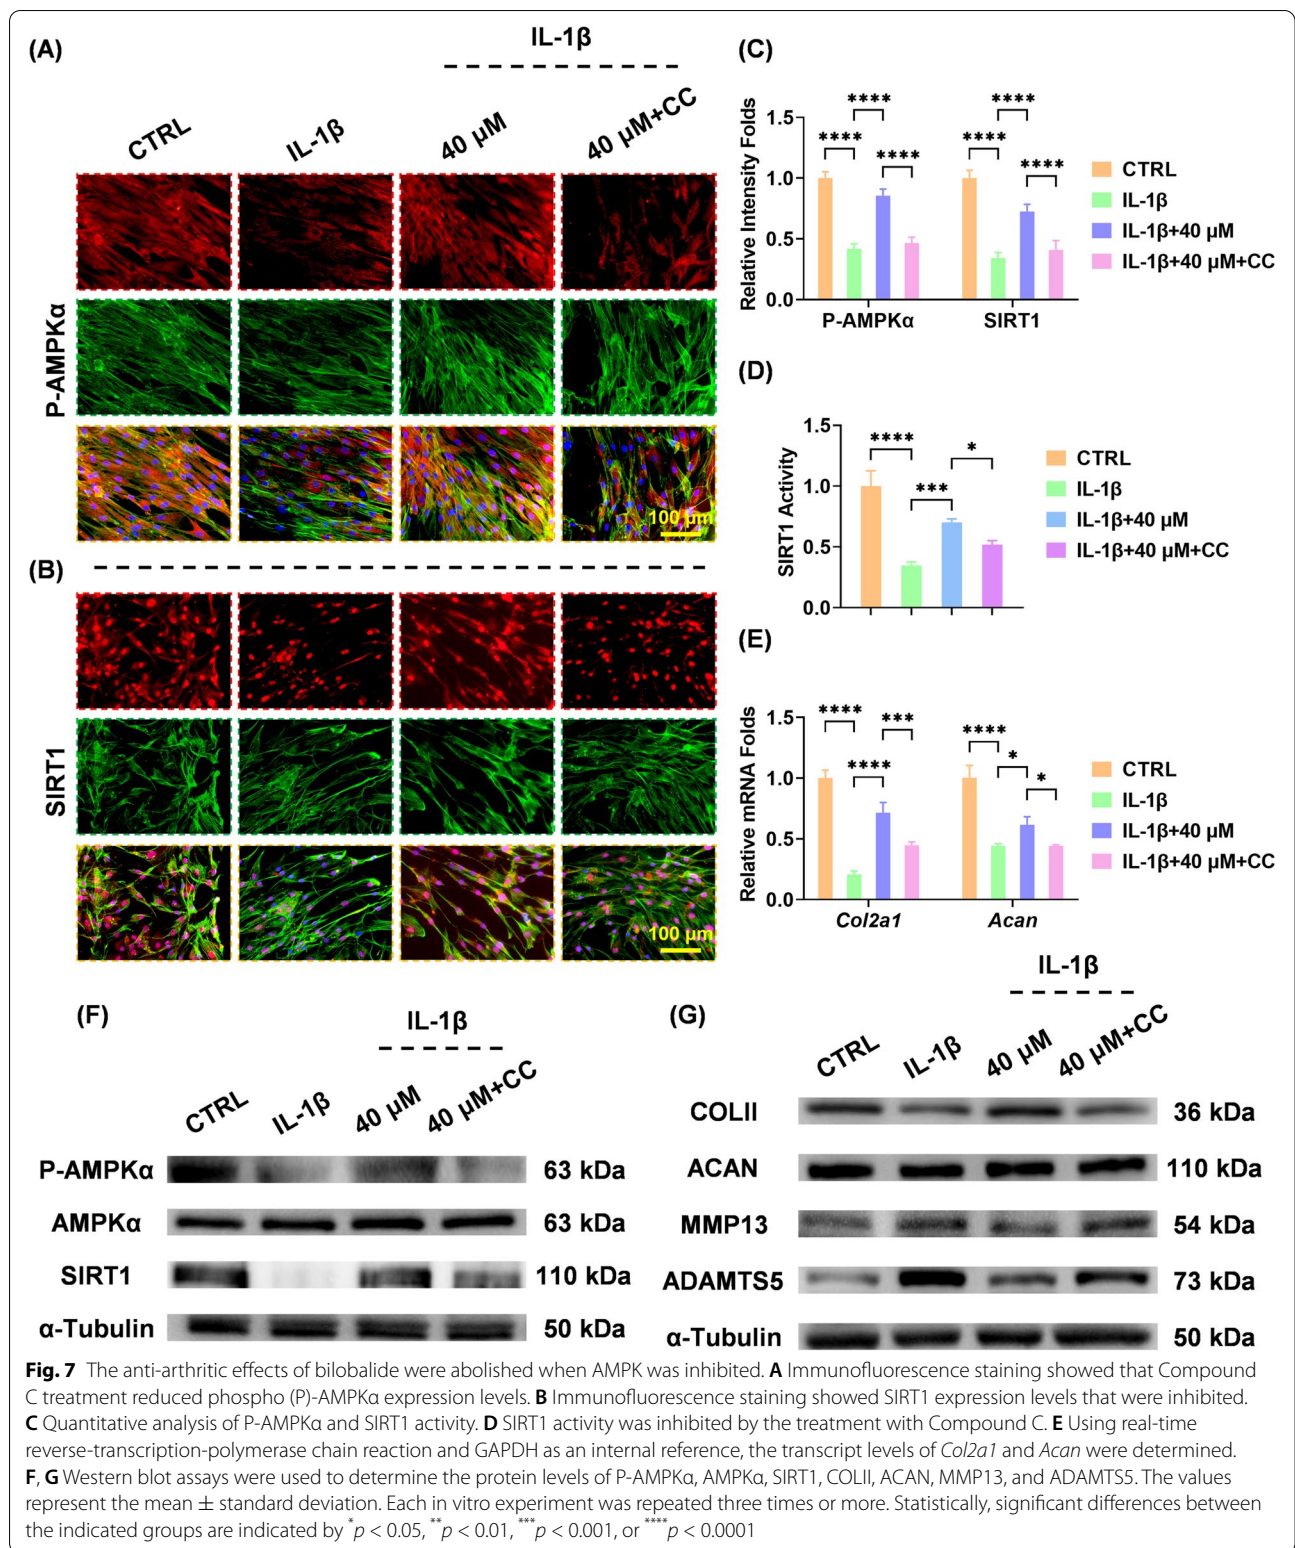 (A)
IL-1β
CTRL
IL-1β
40 μM
40 μM+CC
P-AMPKα
100 μm
(B)
SIRT1
100 μm
(C)
Relative Intensity Folds
1.5
1.0
0.5
0.0
****
****
****
****
****
****
P-AMPKα
SIRT1
CTRL
IL-1β
IL-1β+40 μM
IL-1β+40 μM+CC
(D)
SIRT1 Activity
1.5
1.0
0.5
0.0
****
***
*
CTRL
IL-1β
IL-1β+40 μM
IL-1β+40 μM+CC
(E)
Relative mRNA Folds
1.5
1.0
0.5
0.0
****
****
***
****
*
*
Col2a1
Acan
CTRL
IL-1β
IL-1β+40 μM
IL-1β+40 μM+CC
(F)
IL-1β
CTRL
IL-1β
40 μM
40 μM+CC
P-AMPKα 63 kDa
AMPKα 63 kDa
SIRT1 110 kDa
α-Tubulin 50 kDa
(G)
IL-1β
CTRL
IL-1β
40 μM
40 μM+CC
COLII 36 kDa
ACAN 110 kDa
MMP13 54 kDa
ADAMTS5 73 kDa
α-Tubulin 50 kDa
Fig. 7 The anti-arthritic effects of bilobalide were abolished when AMPK was inhibited. A Immunofluorescence staining showed that Compound
C treatment reduced phospho (P)-AMPKα expression levels. B Immunofluorescence staining showed SIRT1 expression levels that were inhibited.
C Quantitative analysis of P-AMPKα and SIRT1 activity. D SIRT1 activity was inhibited by the treatment with Compound C. E Using real-time
reverse-transcription-polymerase chain reaction and GAPDH as an internal reference, the transcript levels of Col2a1 and Acan were determined.
F, G Western blot assays were used to determine the protein levels of P-AMPKα, AMPKα, SIRT1, COLII, ACAN, MMP13, and ADAMTS5. The values
represent the mean ± standard deviation. Each in vitro experiment was repeated three times or more. Statistically, significant differences between
the indicated groups are indicated by *p < 0.05, **p < 0.01, ***p < 0.001, or ****p < 0.0001